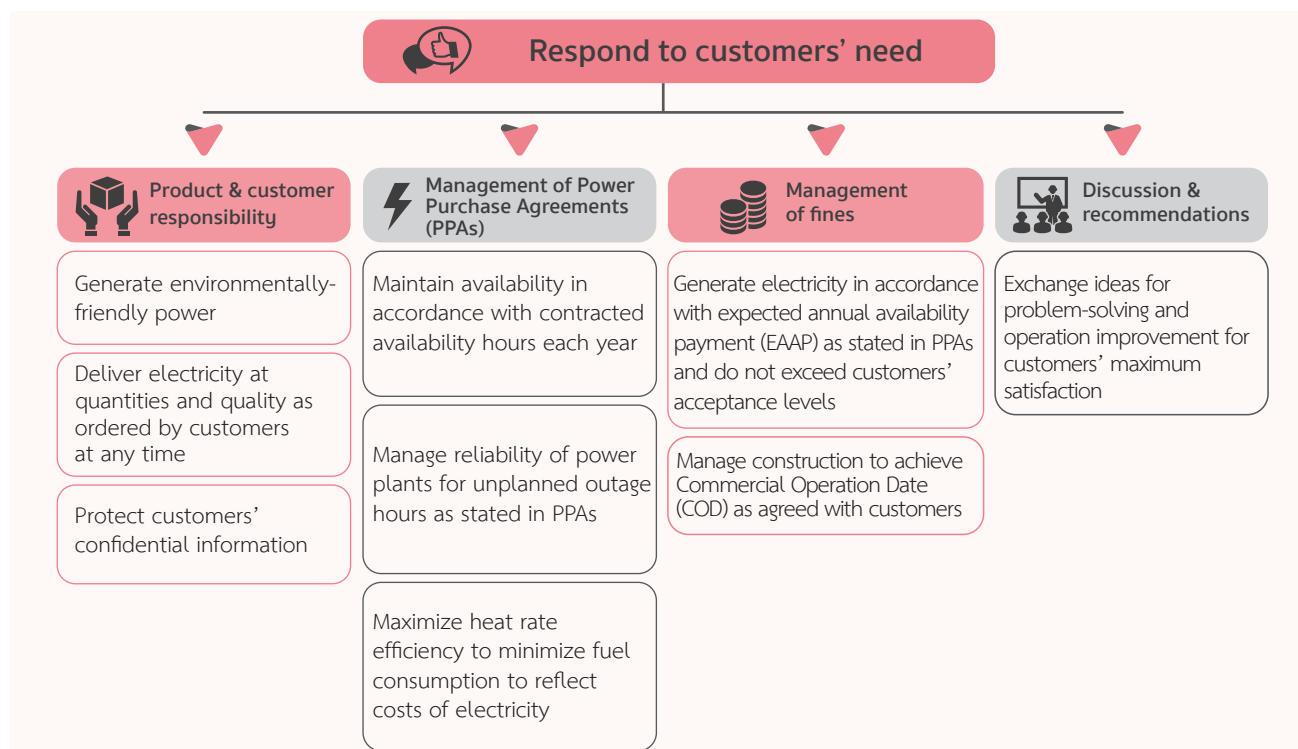 Respond to customers’ need
Product & customer
responsibility
Generate environmentally-
friendly power
Deliver electricity at
quantities and quality as
ordered by customers
at any time
Protect customers’
confidential information
Management of Power
Purchase Agreements
(PPAs)
Maintain availability in
accordance with contracted
availability hours each year
Manage reliability of power
plants for unplanned outage
hours as stated in PPAs
Maximize heat rate
efficiency to minimize fuel
consumption to reflect
costs of electricity
Management
of fines
Generate electricity in accordance
with expected annual availability
payment (EAAP) as stated in PPAs
and do not exceed customers’
acceptance levels
Manage construction to achieve
Commercial Operation Date
(COD) as agreed with customers
Discussion &
recommendations
Exchange ideas for
problem-solving and
operation improvement for
customers’ maximum
satisfaction